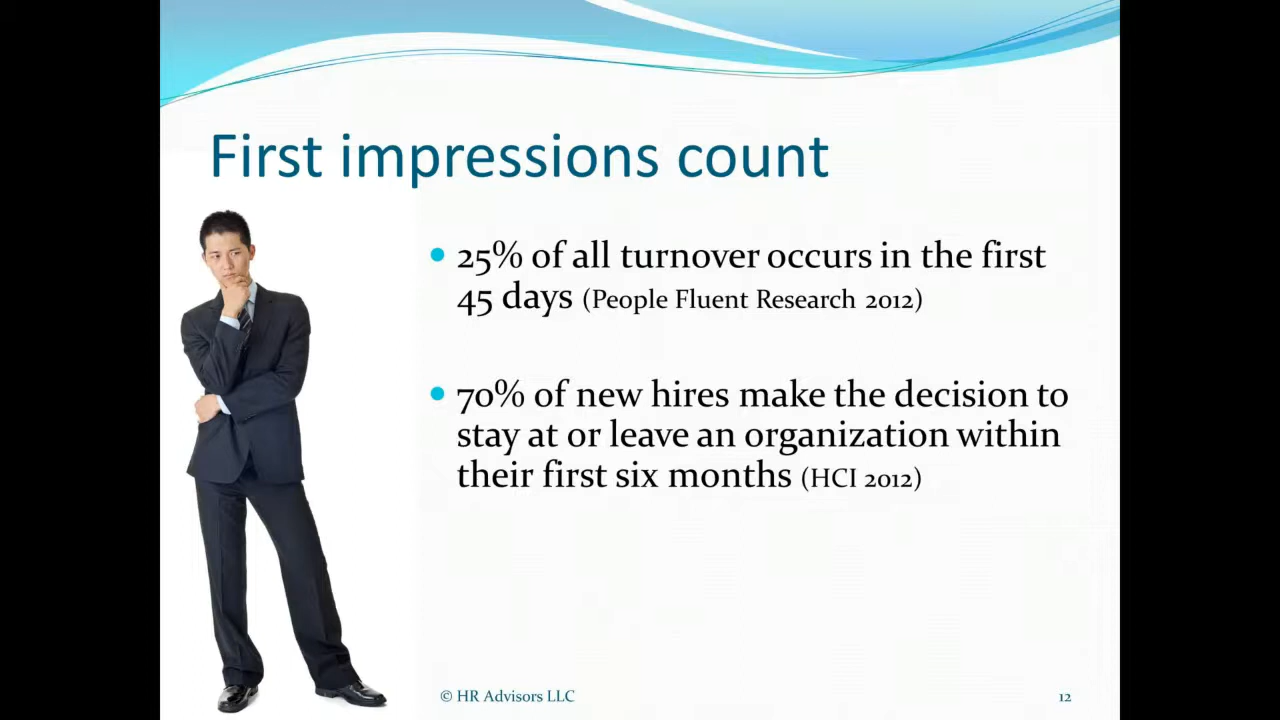 First impressions count
25% of all turnover occurs in the first
45 days (People Fluent Research 2012)
70% of new hires make the decision to
stay at or leave an organization within
their first six months (HCI 2012)
© HR Advisors LLC
12